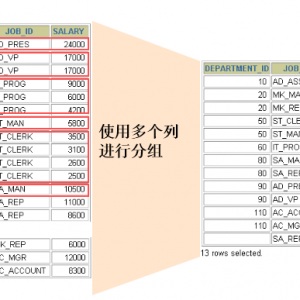 JOB_ID SALARY
D_PRES 24000
D_VP 17000
D_VP 17000
_PROG 9000
_PROG 6000
_PROG 4200
T_MAN 5800
T_CLERK 3500
T_CLERK 3100
T_CLERK 2600
T_CLERK 2500
A_MAN 10500
A_REP 11000
A_REP 8600
K_REP 6000
C_MGR 12000
C_ACCOUNT 8300
使用多个列
进行分组
DEPARTMENT_ID JOB
10 AD_ASS
20 MK_MA
20 MK_RE
50 ST_CLE
50 ST_MA
60 IT_PRO
80 SA_MA
80 SA_REP
90 AD_PRE
90 AD_VP
110 AC_AC
110 AC_MG
SA_REP
13 rows selected.